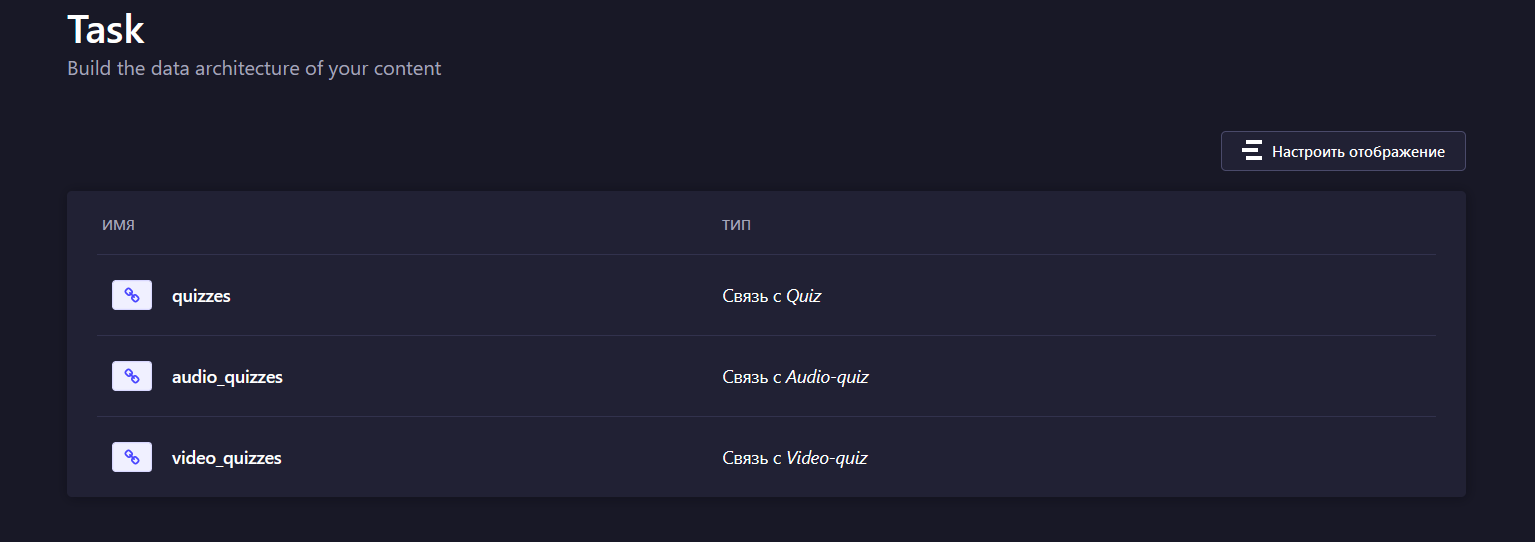 Task
Build the data architecture of your content
Настроить отображение
ИМЯ ТИП
quizzes Связь с Quiz
audio_quizzes Связь с Audio-quiz
video_quizzes Связь с Video-quiz